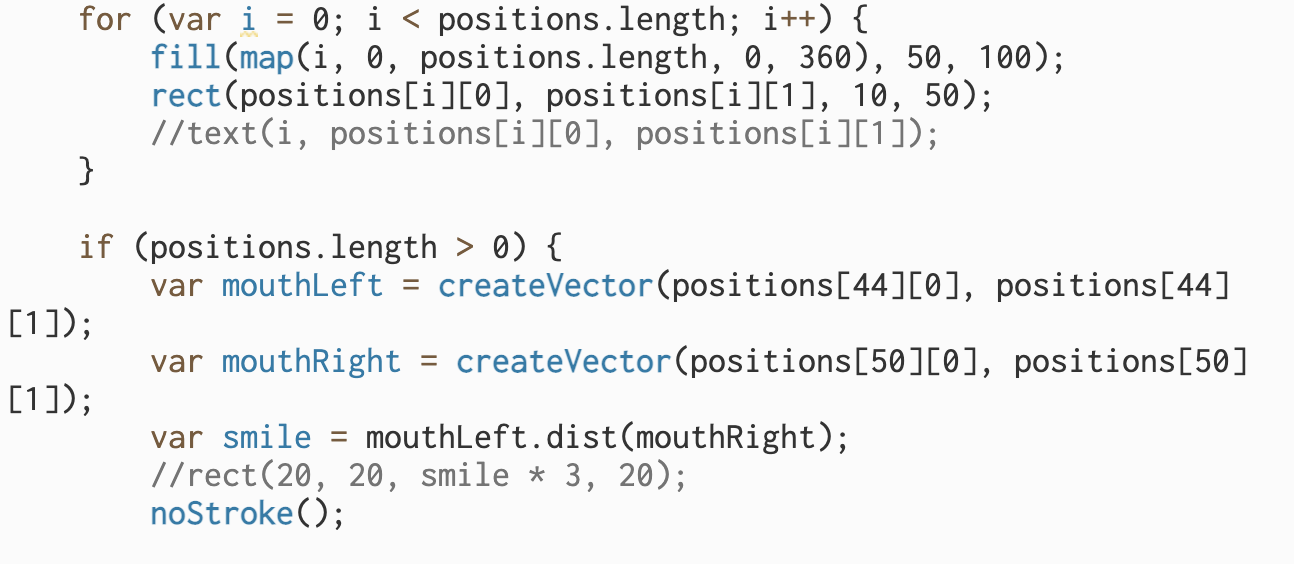 for (var i = 0; i < positions.length; i++) {
fill(map(i, 0, positions.length, 0, 360), 50, 100);
rect(positions[i][0], positions[i][1], 10, 50);
//text(i, positions[i][0], positions[i][1]);
}
if (positions.length > 0) {
var mouthLeft = createVector(positions[44][0], positions[44]
[1]);
var mouthRight = createVector(positions[50][0], positions[50]
[1]);
var smile = mouthLeft.dist(mouthRight);
//rect(20, 20, smile * 3, 20);
noStroke();